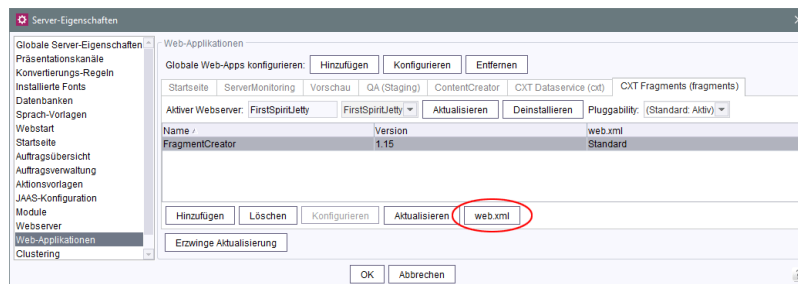 Server-Eigenschaften
Globale Server-Eigenschaften
Präsentationskanäle
Konvertierungs-Regeln
Installierte Fonts
Datenbanken
Sprach-Vorlagen
Webstart
Startseite
Auftragsübersicht
Auftragsverwaltung
Aktionsvorlagen
JAAS-Konfiguration
Module
Webserver
Web-Applikationen
Clustering
Web-Applikationen
Globale Web-Apps konfigurieren: Hinzufügen Konfigurieren Entfernen
Startseite ServerMonitoring Vorschau QA (Staging) ContentCreator CXT Dataservice (cxt) CXT Fragments (fragments)
Aktiver Webserver: FirstSpiritJetty FirstSpiritJetty Aktualisieren Deinstallieren Pluggability: (Standard: Aktiv)
Name Version web.xml
FragmentCreator 1.15 Standard
Hinzufügen Löschen Konfigurieren Aktualisieren web.xml
Erzwinge Aktualisierung
OK Abbrechen